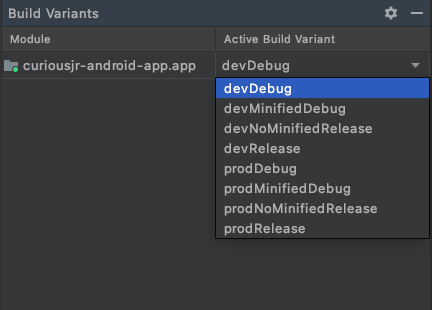 Build Variants
Module Active Build Variant
curiousjr-android-app.app devDebug
devDebug
devMinifiedDebug
devNoMinifiedRelease
devRelease
prodDebug
prodMinifiedDebug
prodNoMinifiedRelease
prodRelease